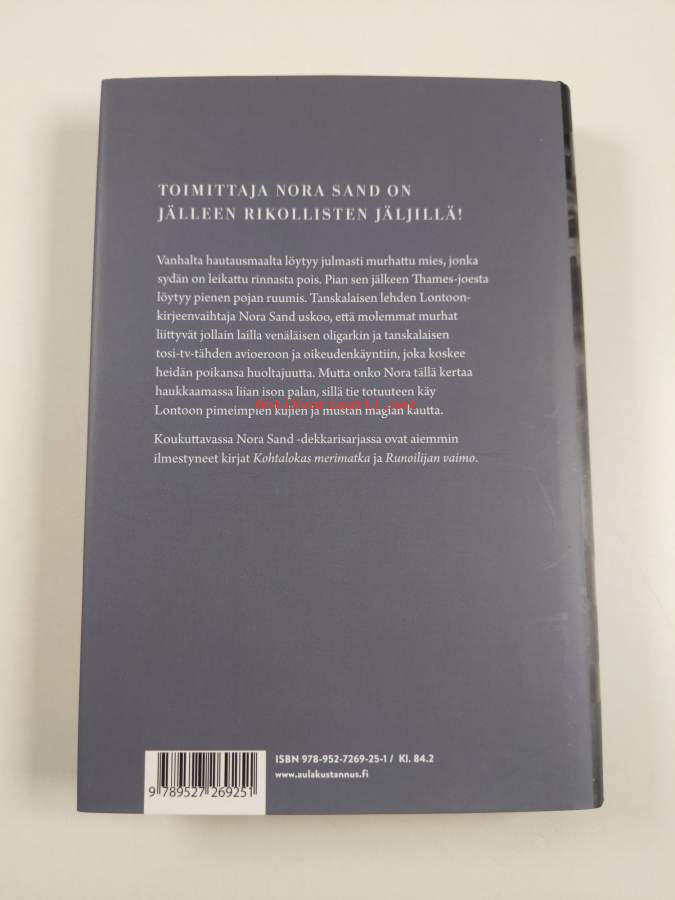 TOIMITTAJA NORA SAND ON
JÄLLEEN RIKOLLISTEN JÄLJILLÄ!
Vanhalta hautausmaalta löytyy julmasti murhattu mies, jonka
sydän on leikattu rinnasta pois. Pian sen jälkeen Thames-joesta
löytyy pienen pojan ruumis. Tanskalaisen lehden Lontoon-
kirjeenvaihtaja Nora Sand uskoo, että molemmat murhat
liittyvät jollain lailla venäläisen oligarkin ja tanskalaisen
tosi-tv-tähden avioeroon ja oikeudenkäyntiin, joka koskee
heidän poikansa huoltajuutta. Mutta onko Nora tällä kertaa
haukkaamassa liian ison palan, sillä tie totuuteen käy
Lontoon pimeimpien kujien ja mustan magian kautta.
Koukuttavassa Nora Sand -dekkarisarjassa ovat aiemmin
ilmestyneet kirjat Kohtalokas merimatka ja Runoilijan vaimo.
ISBN 978-952-7269-25-1 / Kl. 84.2
www.aulakustannus.fi
9 789527 269251